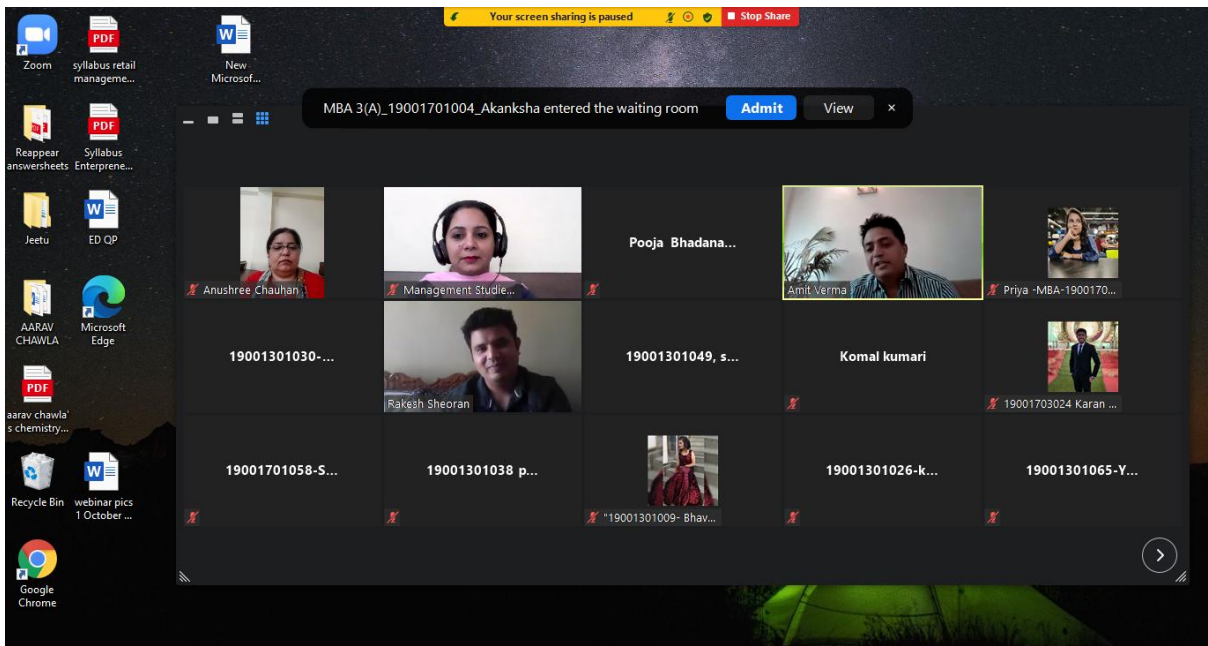 Your screen sharing is paused
Stop Share
MBA 3(A)_19001701004_Akanksha entered the waiting room
Admit
View
×
Zoom
PDF
syllabus retail
manageme...
W
New
Microsof...
Reappear
answersheets
PDF
Syllabus
Enterprene...
Jeetu
W
ED QP
AARAV
CHAWLA
Microsoft
Edge
PDF
aarav chawla'
s chemistry...
Recycle Bin
W
webinar pics
1 October ...
Google
Chrome
Anushree Chauhan
Management Studie...
Pooja Bhadana...
Amit Verma
Priya -MBA-1900170...
19001301030-...
Rakesh Sheoran
19001301049, s...
Komal kumari
19001703024 Karan ...
19001701058-S...
19001301038 p...
"19001301009- Bhav...
19001301026-k...
19001301065-Y...